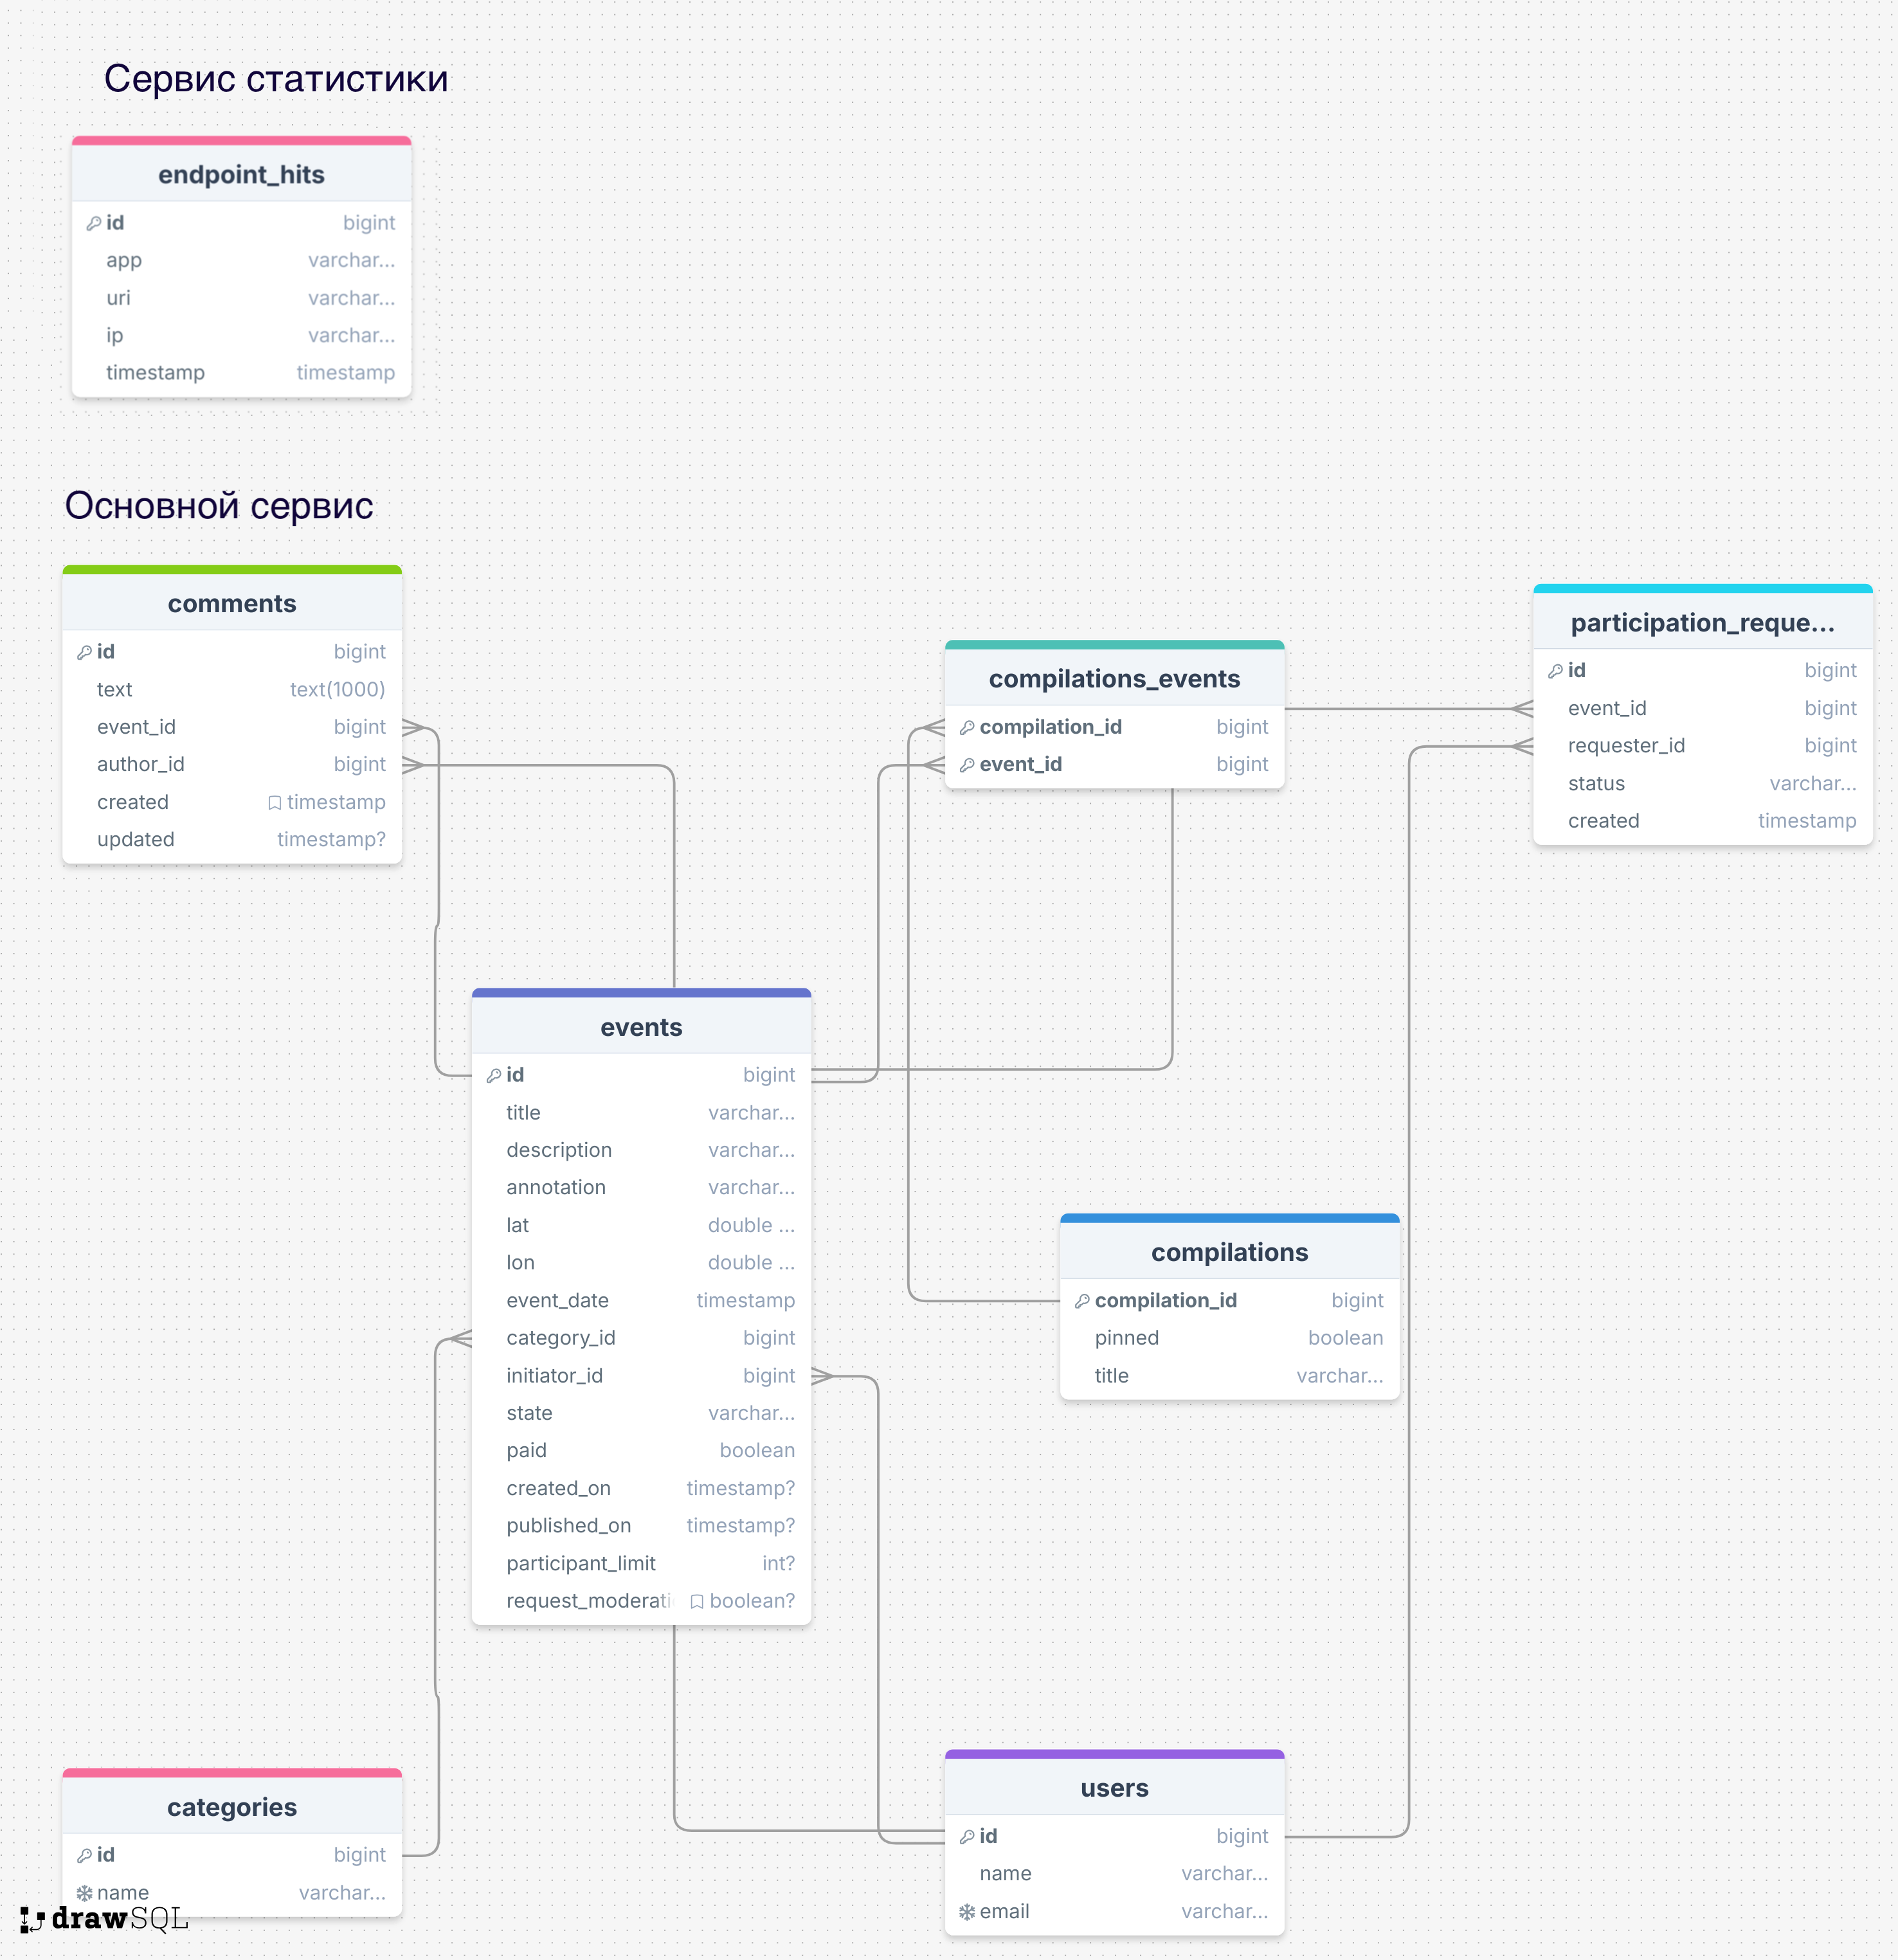 Сервис статистики
endpoint_hits
id bigint
app varchar...
uri varchar...
ip varchar...
timestamp timestamp
Основной сервис
comments
id bigint
text text(1000)
event_id bigint
author_id bigint
created timestamp
updated timestamp?
compilations_events
compilation_id bigint
event_id bigint
participation_reque...
id bigint
event_id bigint
requester_id bigint
status varchar...
created timestamp
events
id bigint
title varchar...
description varchar...
annotation varchar...
lat double ...
lon double ...
event_date timestamp
category_id bigint
initiator_id bigint
state varchar...
paid boolean
created_on timestamp?
published_on timestamp?
participant_limit int?
request_moderati boolean?
compilations
compilation_id bigint
pinned boolean
title varchar...
categories
id bigint
name varchar...
users
id bigint
name varchar...
email varchar...
drawSQL